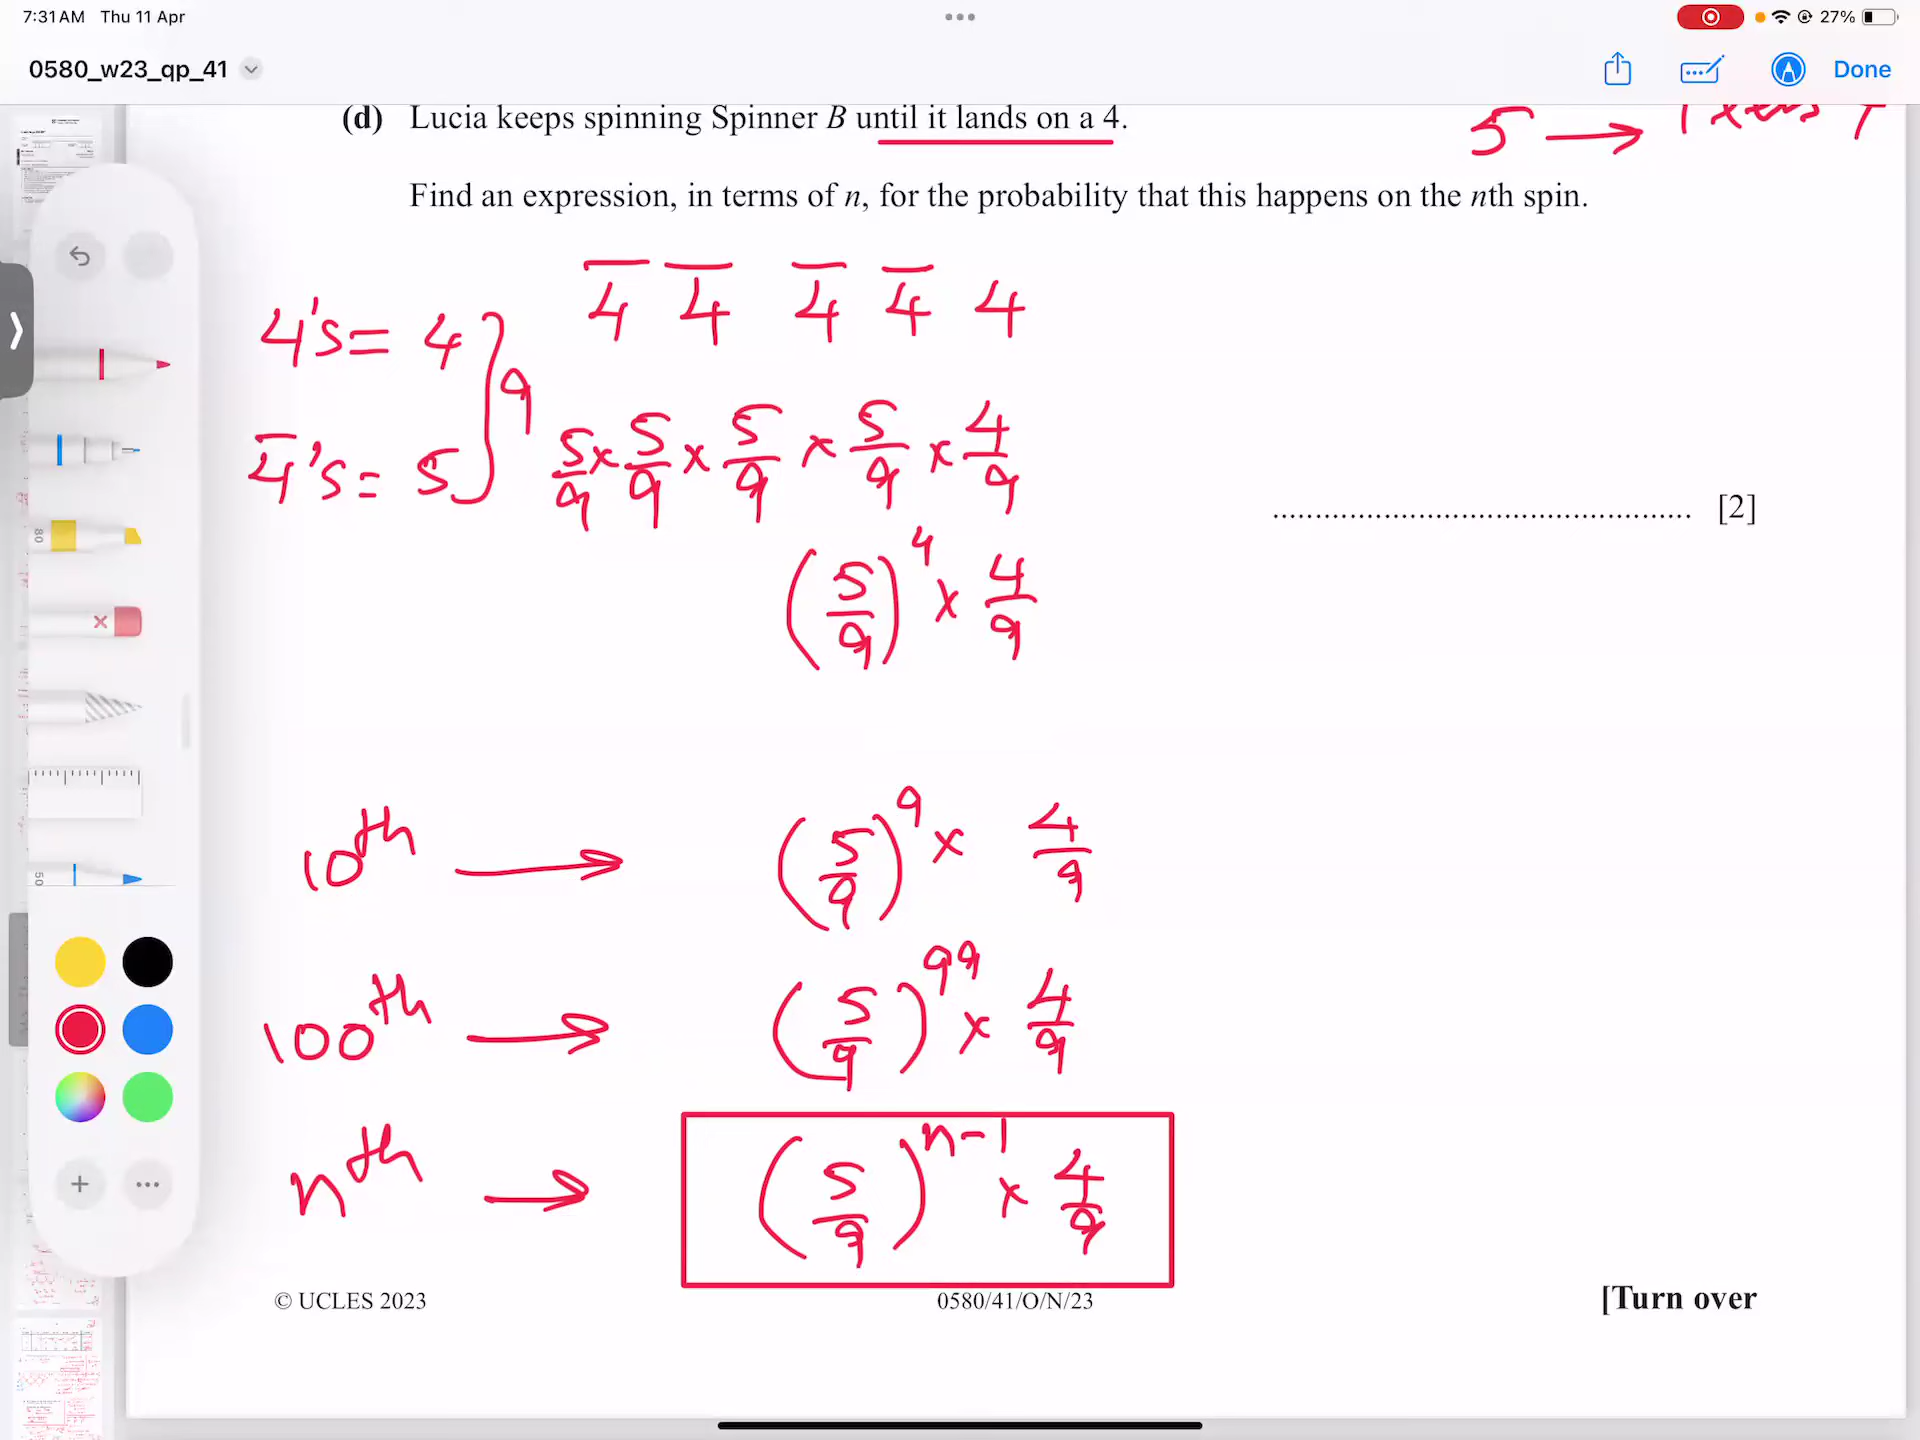 7:31AM Thu 11 Apr
27%
0580_w23_qp_41
Done
(d) Lucia keeps spinning Spinner B until it lands on a 4.
5 →
Find an expression, in terms of n, for the probability that this happens on the nth spin.
4̅ 4̅ 4̅ 4̅ 4
4's = 4
4̅'s = 5
} 9
5/9 × 5/9 × 5/9 × 5/9 × 4/9
[2]
(5/9)^4 × 4/9
10th → (5/9)^9 × 4/9
100th → (5/9)^99 × 4/9
nth → (5/9)^n-1 × 4/9
© UCLES 2023
0580/41/O/N/23
[Turn over
80
50